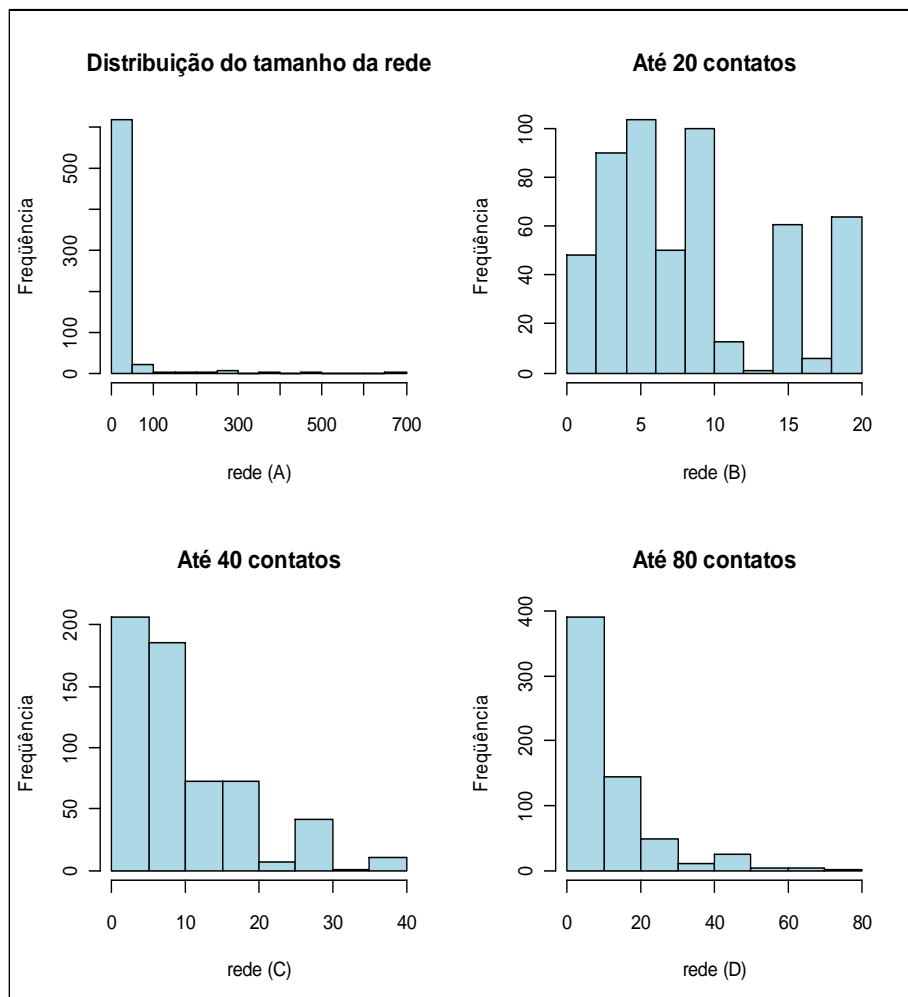 Distribuição do tamanho da rede
Freqüência
0 100 300 500
0 100 300 500 700
rede (A)
Até 20 contatos
Freqüência
0 20 40 60 80 100
0 5 10 15 20
rede (B)
Até 40 contatos
Freqüência
0 50 100 150 200
0 10 20 30 40
rede (C)
Até 80 contatos
Freqüência
0 100 200 300 400
0 20 40 60 80
rede (D)